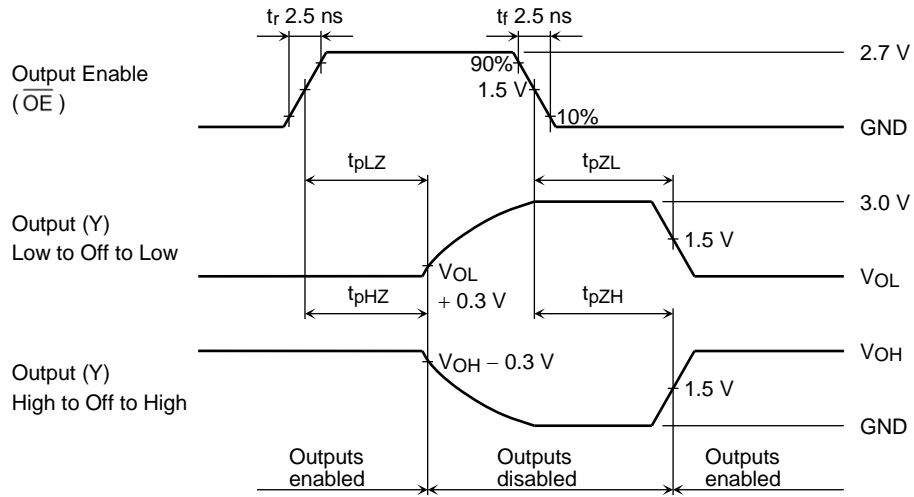 tr 2.5 ns
tf 2.5 ns
Output Enable
( OE )
90%
1.5 V
10%
2.7 V
GND
tpLZ
tpZL
3.0 V
Output (Y)
Low to Off to Low
VOL
+ 0.3 V
1.5 V
VOL
tpHZ
tpZH
Output (Y)
High to Off to High
VOH − 0.3 V
1.5 V
VOH
GND
Outputs
enabled
Outputs
disabled
Outputs
enabled